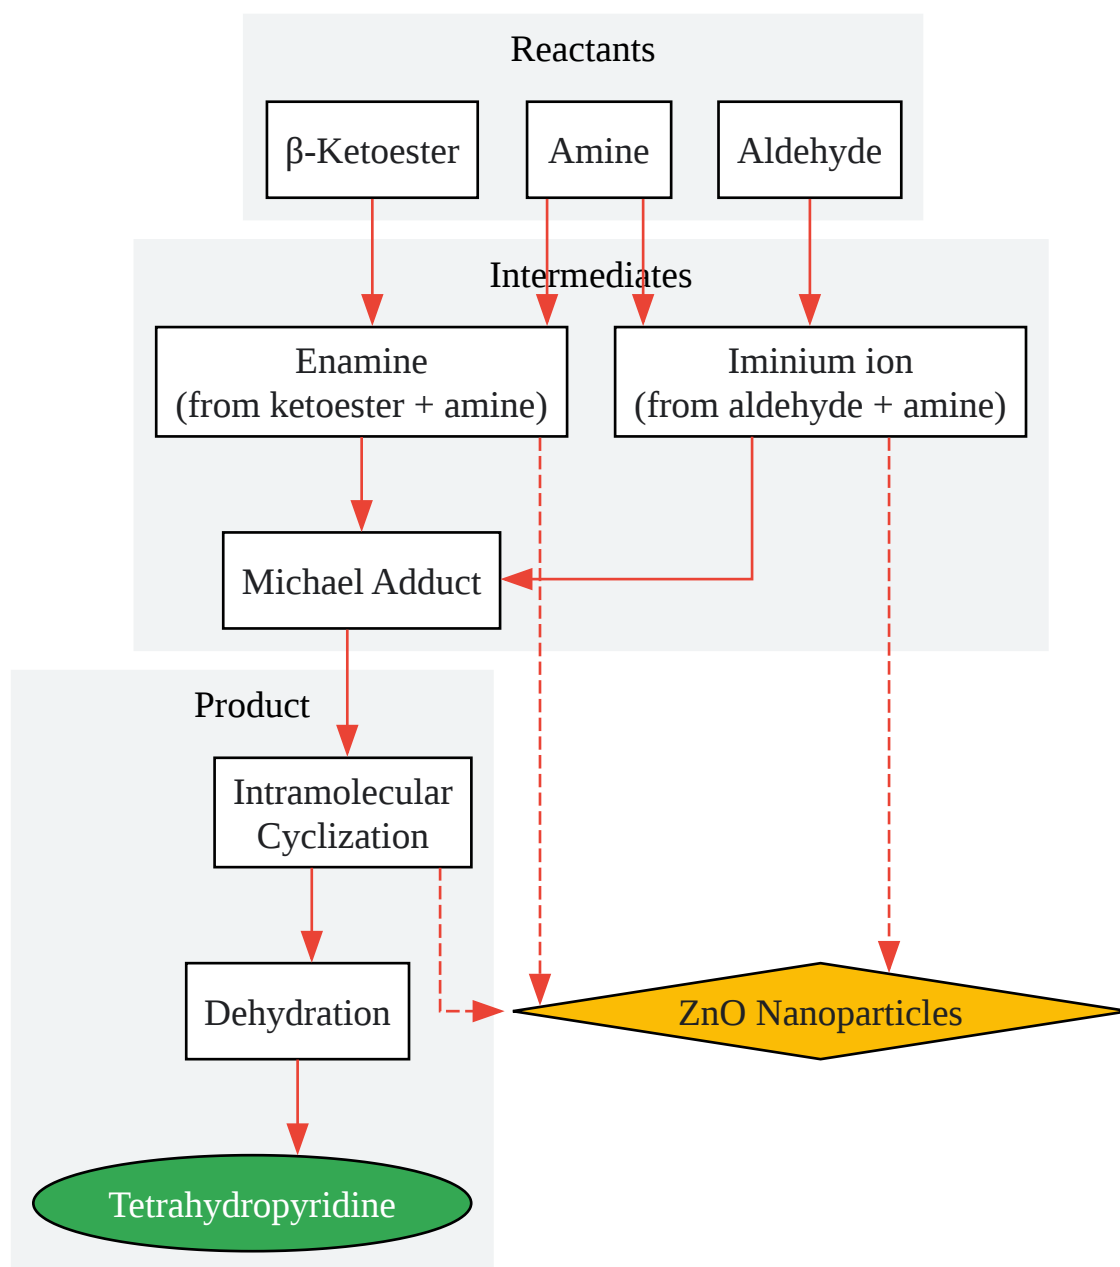 Reactants
β-Ketoester
Amine
Aldehyde
Intermediates
Enamine
(from ketoester + amine)
Iminium ion
(from aldehyde + amine)
Michael Adduct
Product
Intramolecular
Cyclization
Dehydration
ZnO Nanoparticles
Tetrahydropyridine